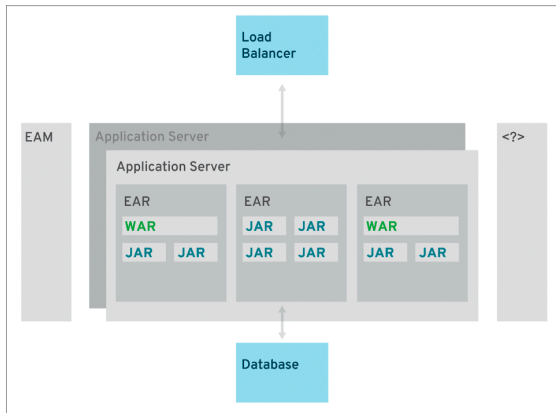 Load
Balancer
EAM
Application Server
<?>
Application Server
EAR
EAR
EAR
WAR
JAR JAR
WAR
JAR JAR
JAR JAR
JAR JAR
Database